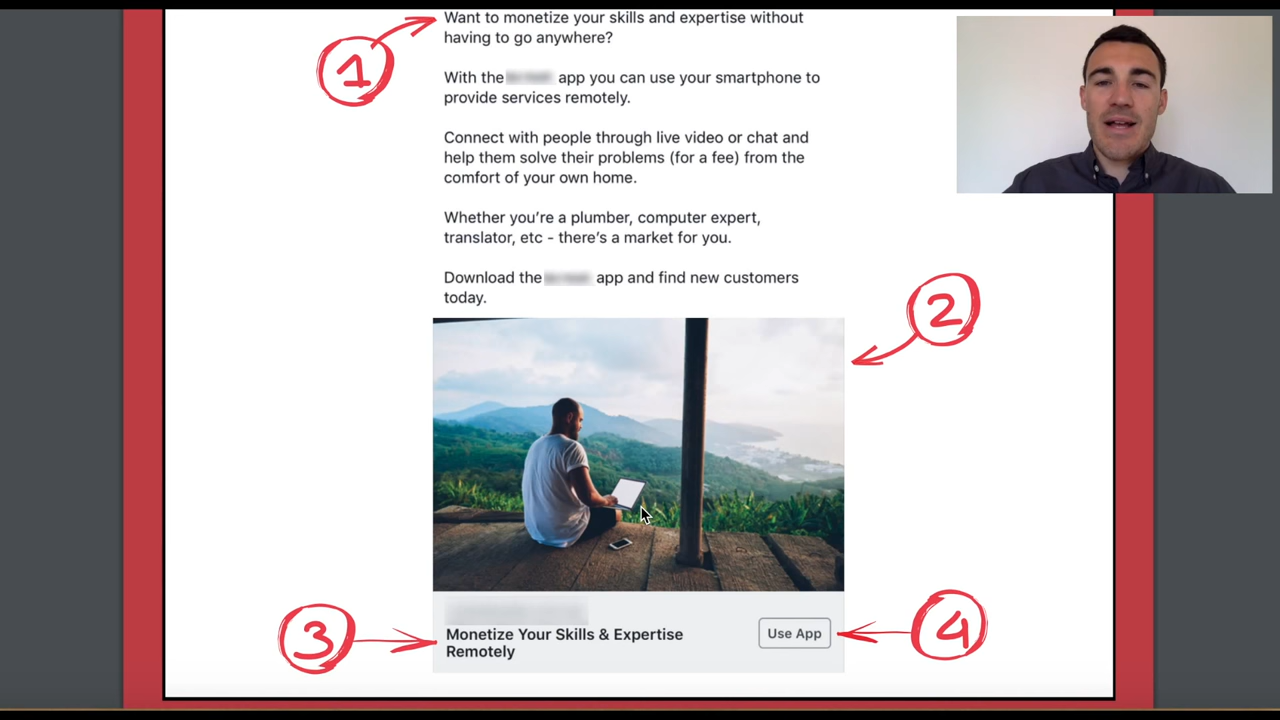 1
Want to monetize your skills and expertise without
having to go anywhere?
With the app you can use your smartphone to
provide services remotely.
Connect with people through live video or chat and
help them solve their problems (for a fee) from the
comfort of your own home.
Whether you're a plumber, computer expert,
translator, etc - there's a market for you.
Download the app and find new customers
today.
2
3
Monetize Your Skills & Expertise
Remotely
Use App
4